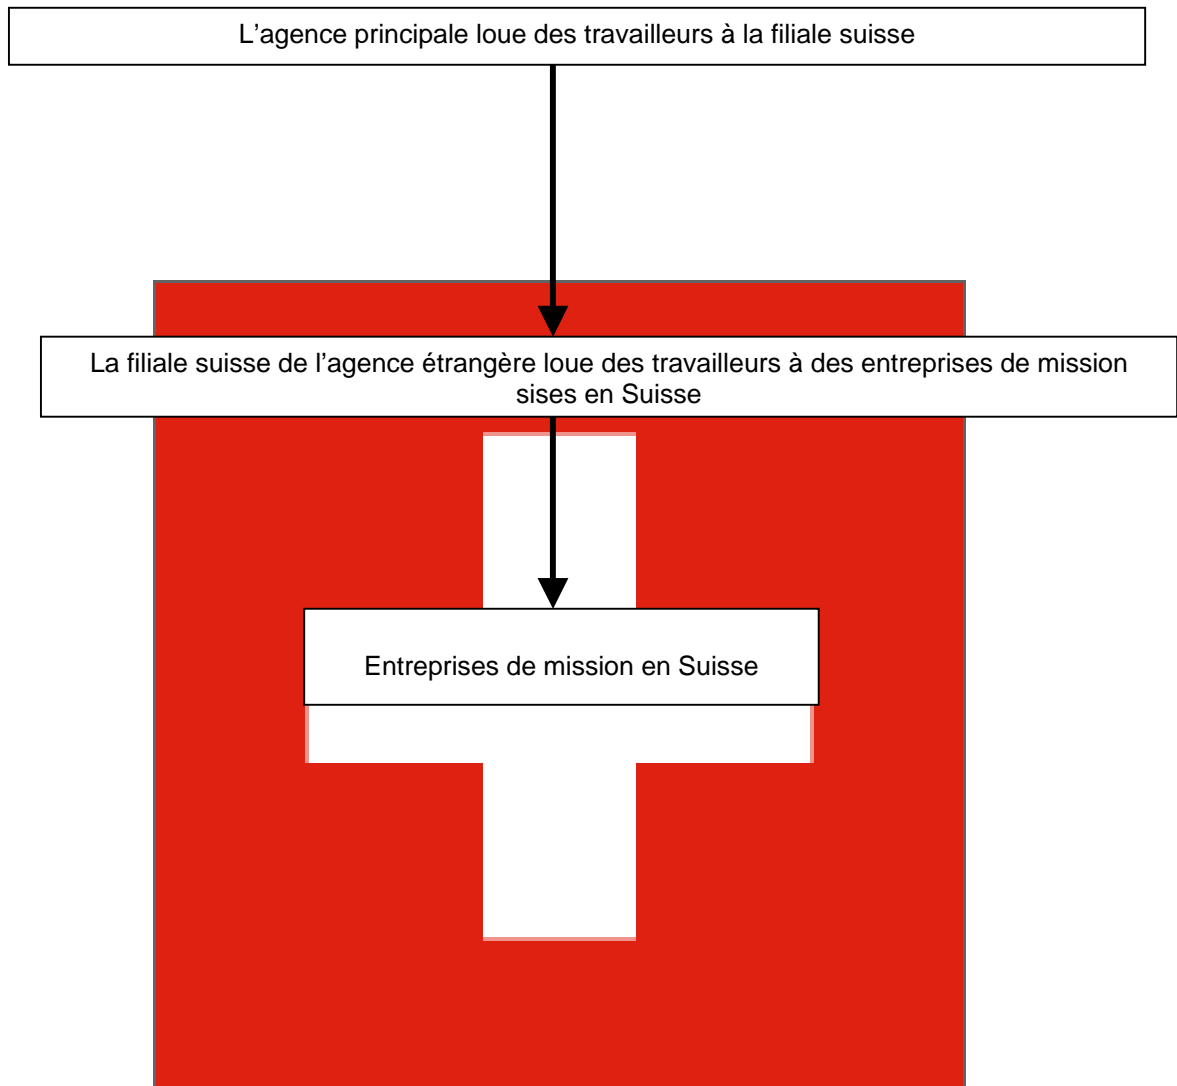 L’agence principale loue des travailleurs à la filiale suisse
La filiale suisse de l’agence étrangère loue des travailleurs à des entreprises de mission
sises en Suisse
Entreprises de mission en Suisse